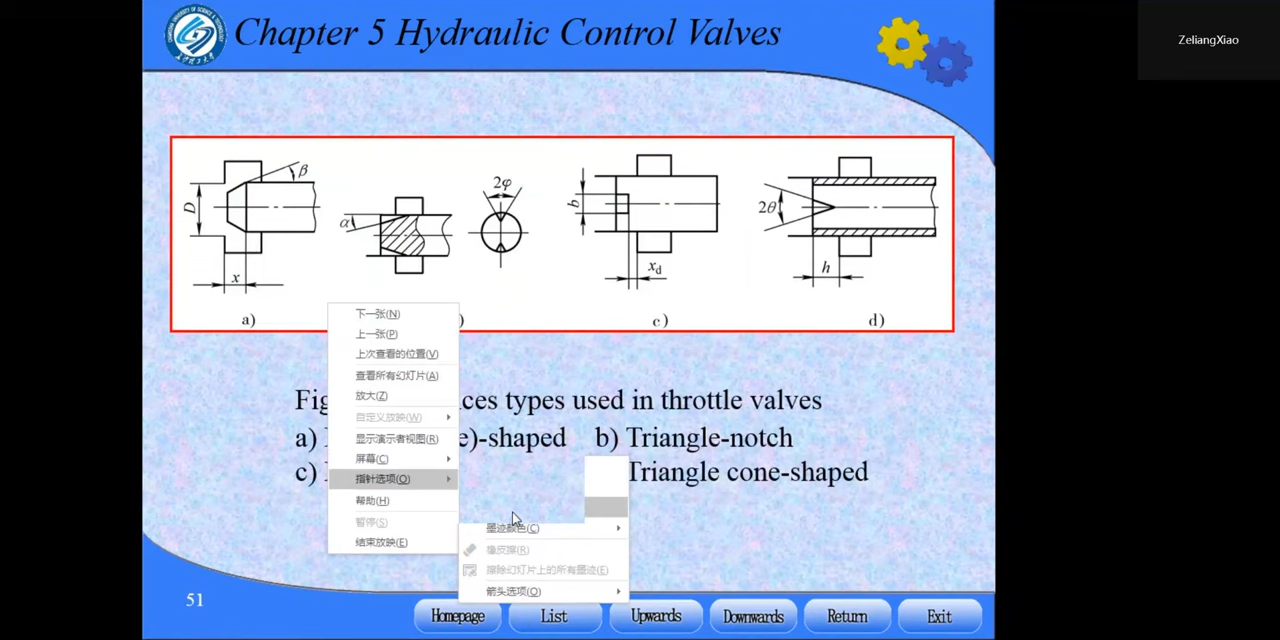 Chapter 5 Hydraulic Control Valves
ZeliangXiao
β
D
x
a)
α
2φ
)
b
x_d
c)
2θ
h
d)
下一张(N)
上一张(P)
上次查看的位置(V)
查看所有幻灯片(A)
放大(Z)
自定义放映(W)
显示演示者视图(R)
屏幕(C)
指针选项(O)
帮助(H)
暂停(S)
结束放映(E)
墨迹颜色(C)
橡皮擦(R)
擦除幻灯片上的所有墨迹(E)
箭头选项(O)
types used in throttle valves
a)
-shaped b) Triangle-notch
c)
Triangle cone-shaped
51
Homepage List Upwards Downwards Return Exit